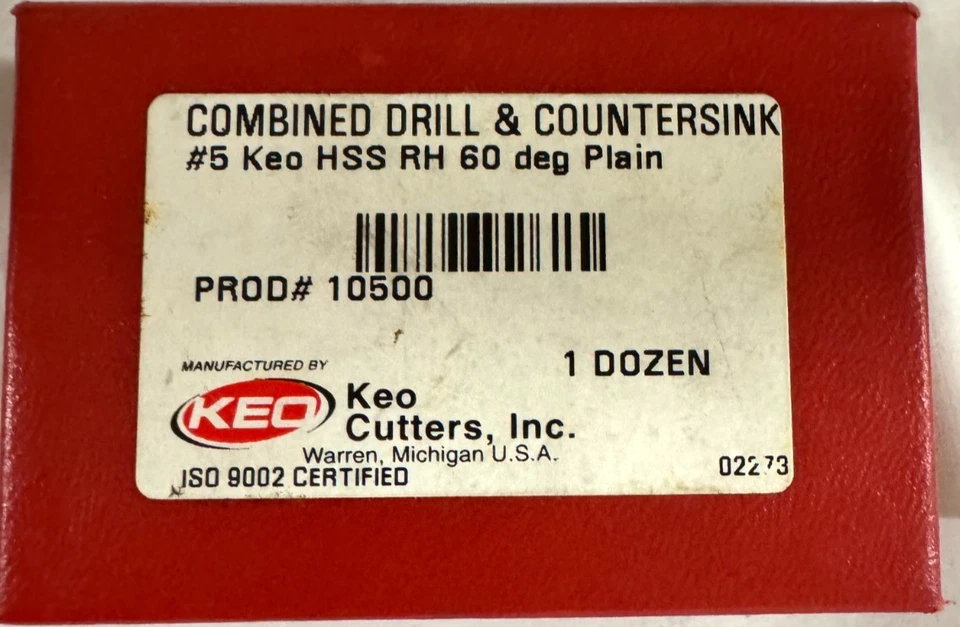 COMBINED DRILL & COUNTERSINK
#5 Keo HSS RH 60 deg Plain
PROD# 10500
1 DOZEN
MANUFACTURED BY
KEO
Keo
Cutters, Inc.
Warren, Michigan U.S.A.
ISO 9002 CERTIFIED